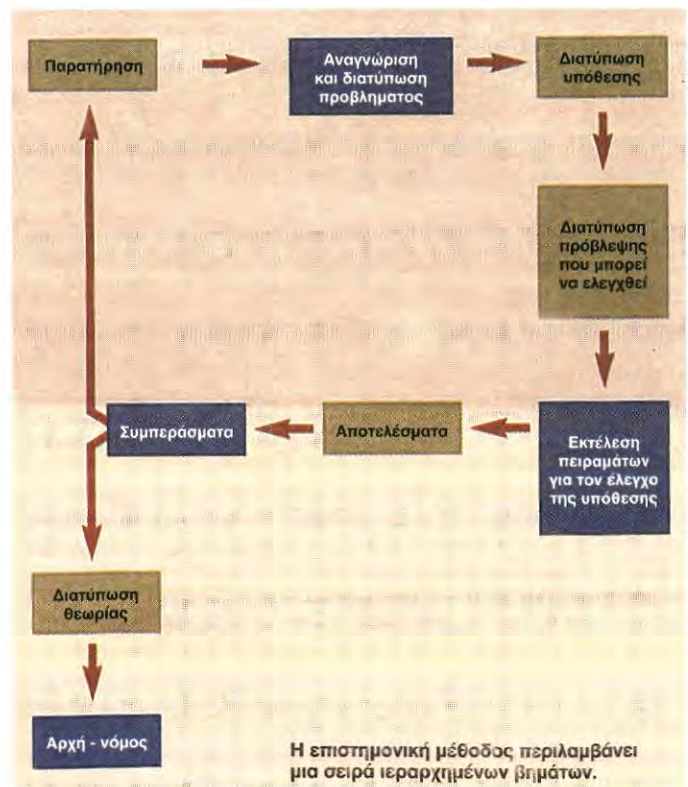 Παρατήρηση
Αναγνώριση
και διατύπωση
προβλήματος
Διατύπωση
υπόθεσης
Διατύπωση
πρόβλεψης
που μπορεί
να ελεγχθεί
Εκτέλεση
πειραμάτων
για τον έλεγχο
της υπόθεσης
Αποτελέσματα
Συμπεράσματα
Διατύπωση
θεωρίας
Αρχή - νόμος
Η επιστημονική μέθοδος περιλαμβάνει
μια σειρά ιεραρχημένων βημάτων.